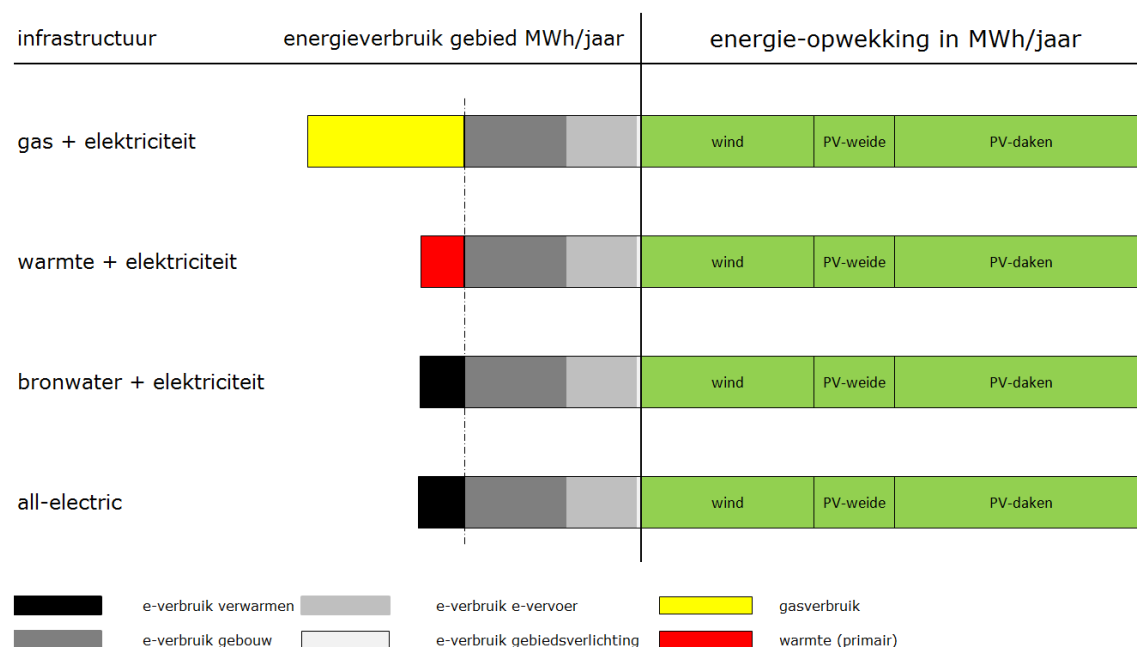 infrastructuur energieverbruik gebied MWh/jaar energie-opwekking in MWh/jaar
gas + elektriciteit wind PV-weide PV-daken
warmte + elektriciteit wind PV-weide PV-daken
bronwater + elektriciteit wind PV-weide PV-daken
all-electric wind PV-weide PV-daken
e-verbruik verwarmen e-verbruik e-vervoer gasverbruik
e-verbruik gebouw e-verbruik gebiedsverlichting warmte (primair)